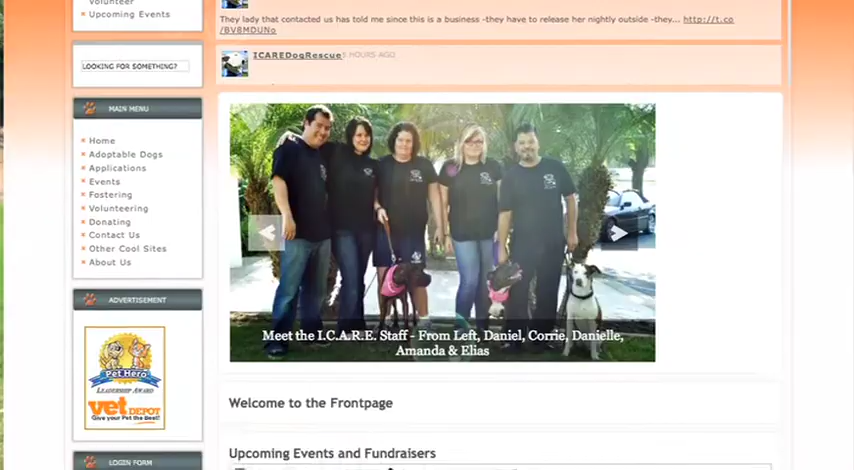 Volunteer
Upcoming Events
LOOKING FOR SOMETHING?
MAIN MENU
Home
Adoptable Dogs
Applications
Events
Fostering
Volunteering
Donating
Contact Us
Other Cool Sites
About Us
ADVERTISEMENT
Pet Hero
LEADERSHIP AWARD
vet DEPOT
Give your Pet the Best!
LOGIN FORM
They lady that contacted us has told me since this is a business -they have to release her nightly outside -they... http://t.co
/BV8MDUNo
ICAREDogRescue 5 HOURS AGO
Meet the I.C.A.R.E. Staff - From Left, Daniel, Corrie, Danielle,
Amanda & Elias
Welcome to the Frontpage
Upcoming Events and Fundraisers